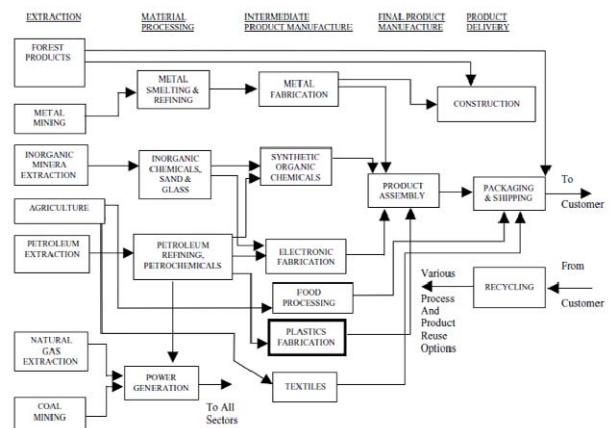 EXTRACTION
MATERIAL
PROCESSING
INTERMEDIATE
PRODUCT MANUFACTURE
FINAL PRODUCT
MANUFACTURE
PRODUCT
DELIVERY
FOREST
PRODUCTS
METAL
MINING
INORGANIC
MINERA
EXTRACTION
AGRICULTURE
PETROLEUM
EXTRACTION
NATURAL
GAS
EXTRACTION
COAL
MINING
METAL
SMELTING &
REFINING
INORGANIC
CHEMICALS,
SAND &
GLASS
PETROLEUM
REFINING,
PETROCHEMICALS
POWER
GENERATION
To All
Sectors
METAL
FABRICATION
SYNTHETIC
ORGANIC
CHEMICALS
ELECTRONIC
FABRICATION
FOOD
PROCESSING
PLASTICS
FABRICATION
TEXTILES
PRODUCT
ASSEMBLY
CONSTRUCTION
PACKAGING
& SHIPPING
To
Customer
RECYCLING
From
Customer
Various
Process
And
Product
Reuse
Options